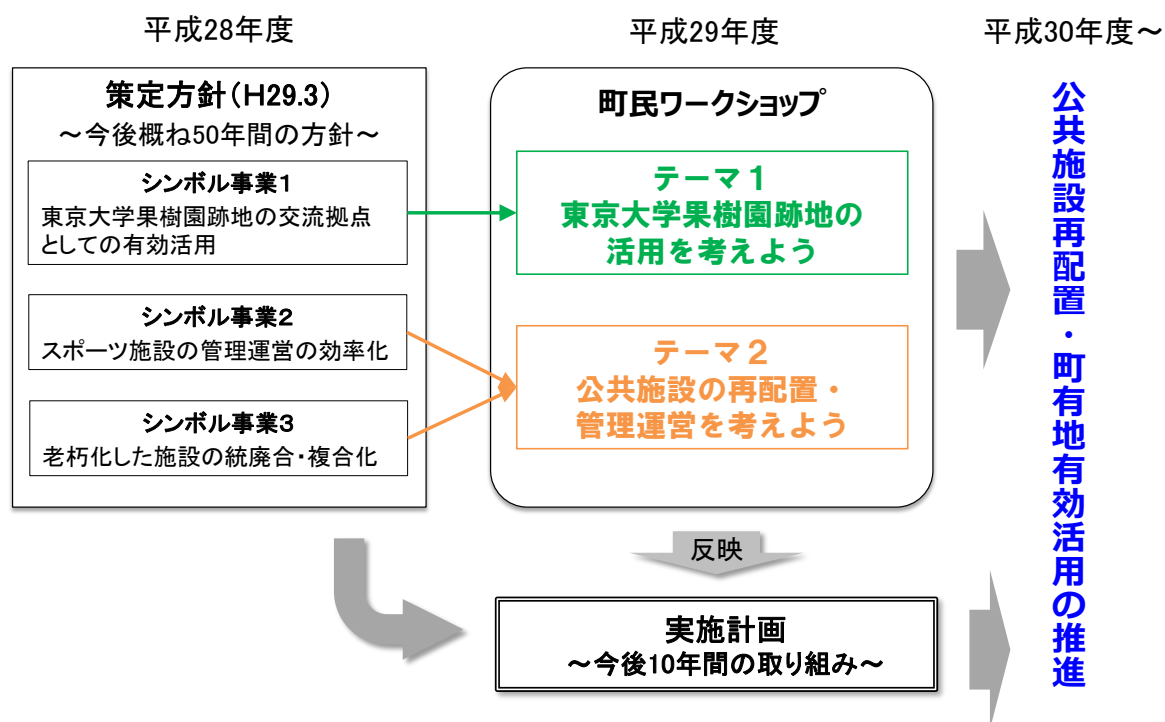 平成28年度
平成29年度
平成30年度～
策定方針(H29.3)
～今後概ね50年間の方針～
シンボル事業1
東京大学果樹園跡地の交流拠点
としての有効活用
シンボル事業2
スポーツ施設の管理運営の効率化
シンボル事業3
老朽化した施設の統廃合・複合化
町民ワークショップ
テーマ１
東京大学果樹園跡地の
活用を考えよう
テーマ２
公共施設の再配置・
管理運営を考えよう
反映
実施計画
～今後10年間の取り組み～
公共施設再配置・町有地有効活用の推進